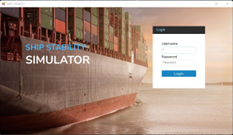 SHIP STABILITY
SIMULATOR
Login
Username
Password
Login